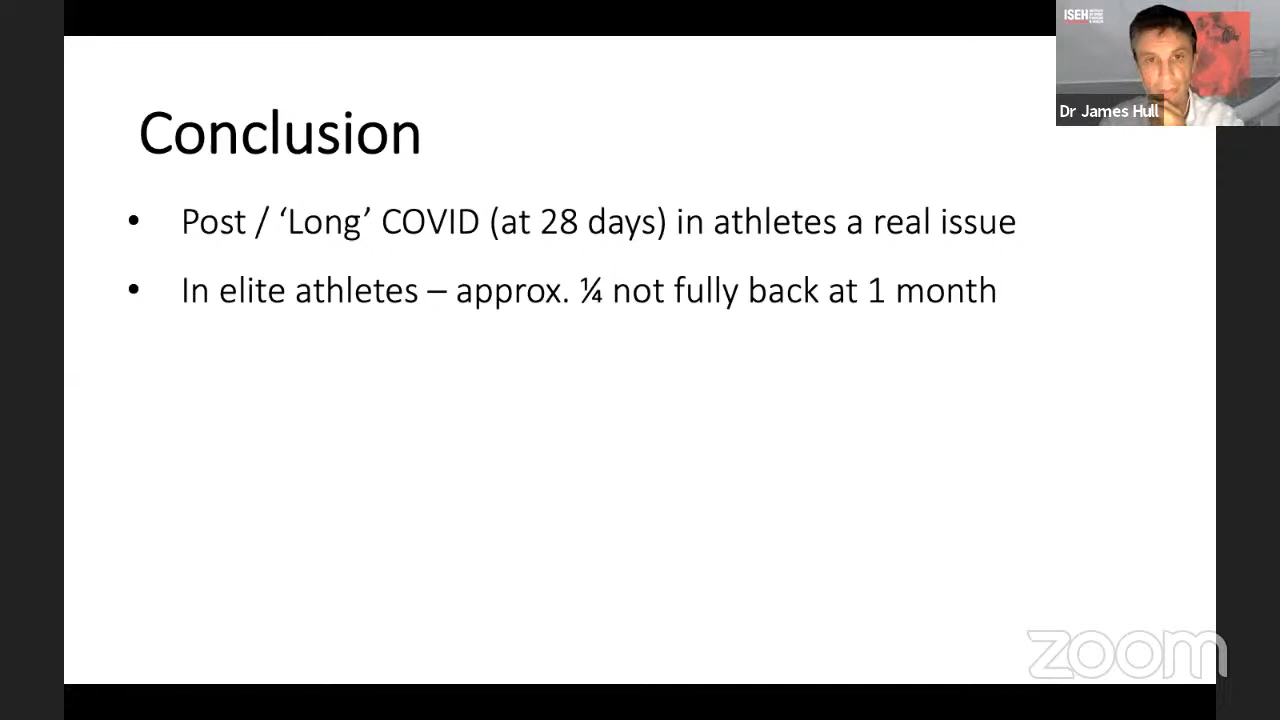 ISEH
Dr James Hull
Conclusion
• Post / ‘Long’ COVID (at 28 days) in athletes a real issue
• In elite athletes – approx. ¼ not fully back at 1 month
zoom